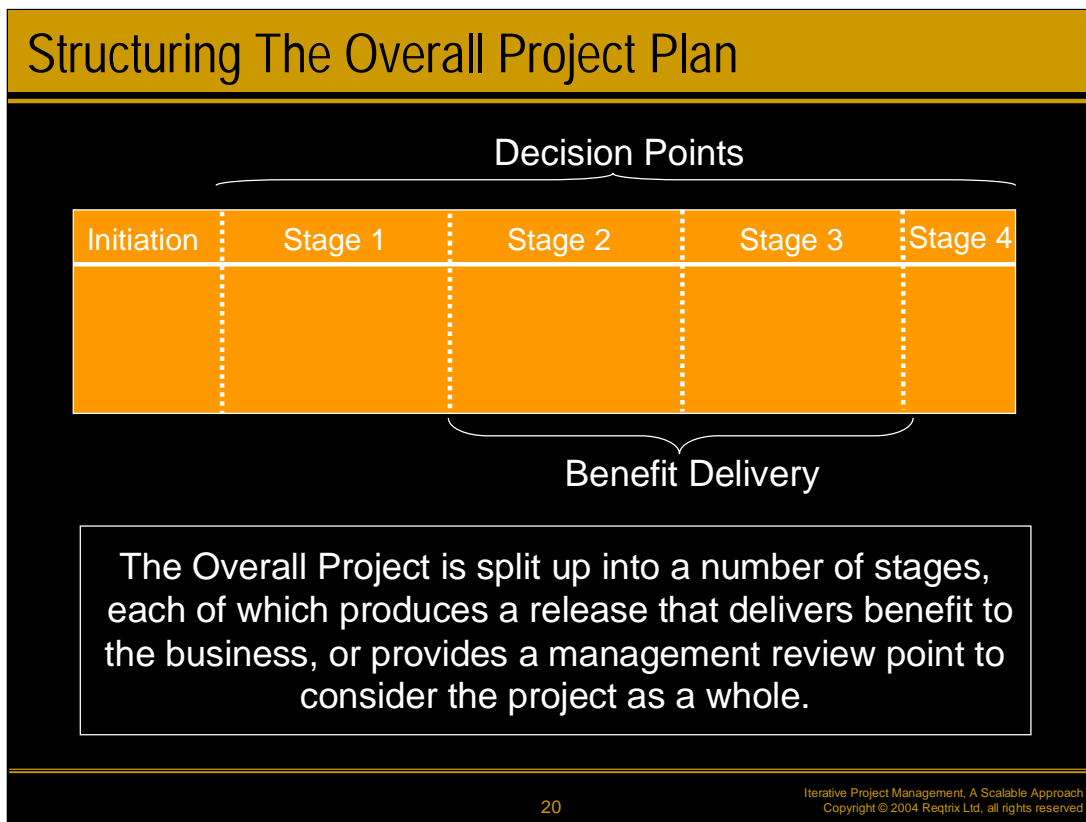 Structuring The Overall Project Plan
Decision Points
Initiation Stage 1 Stage 2 Stage 3 Stage 4
Benefit Delivery
The Overall Project is split up into a number of stages,
each of which produces a release that delivers benefit to
the business, or provides a management review point to
consider the project as a whole.
20
Iterative Project Management, A Scalable Approach
Copyright © 2004 Reqtrix Ltd, all rights reserved